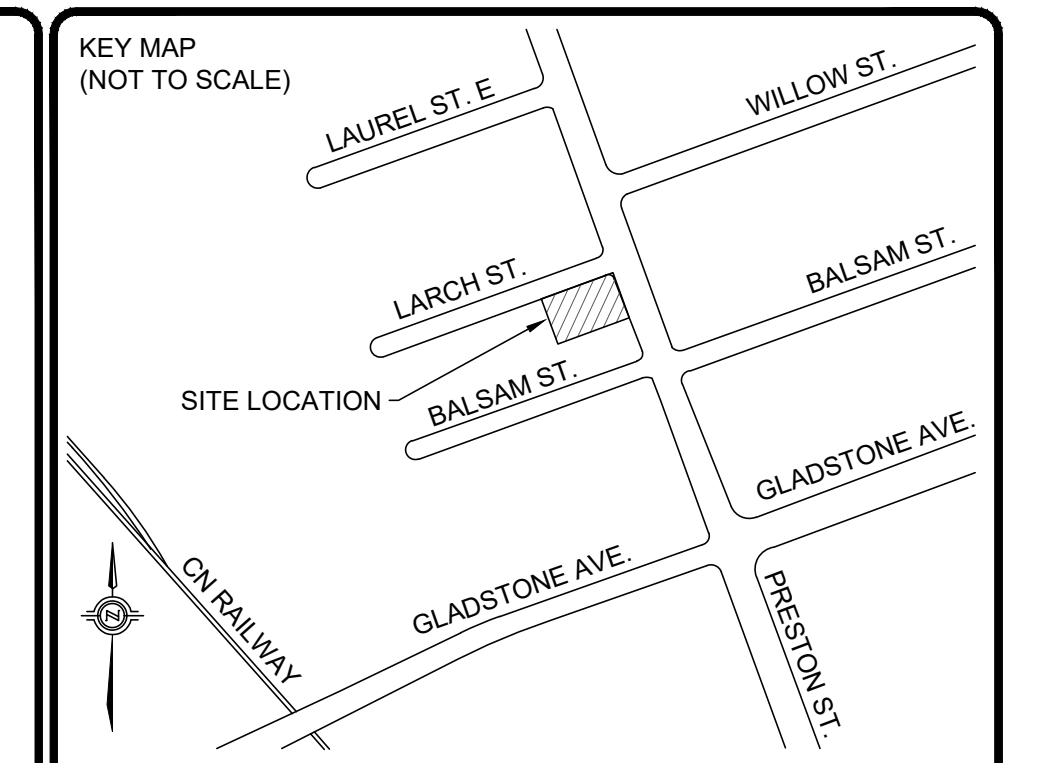 KEY MAP
(NOT TO SCALE)
LAUREL ST. E
WILLOW ST.
LARCH ST.
BALSAM ST.
SITE LOCATION
BALSAM ST.
GLADSTONE AVE.
GLADSTONE AVE.
CN RAILWAY
PRESTON ST.
N